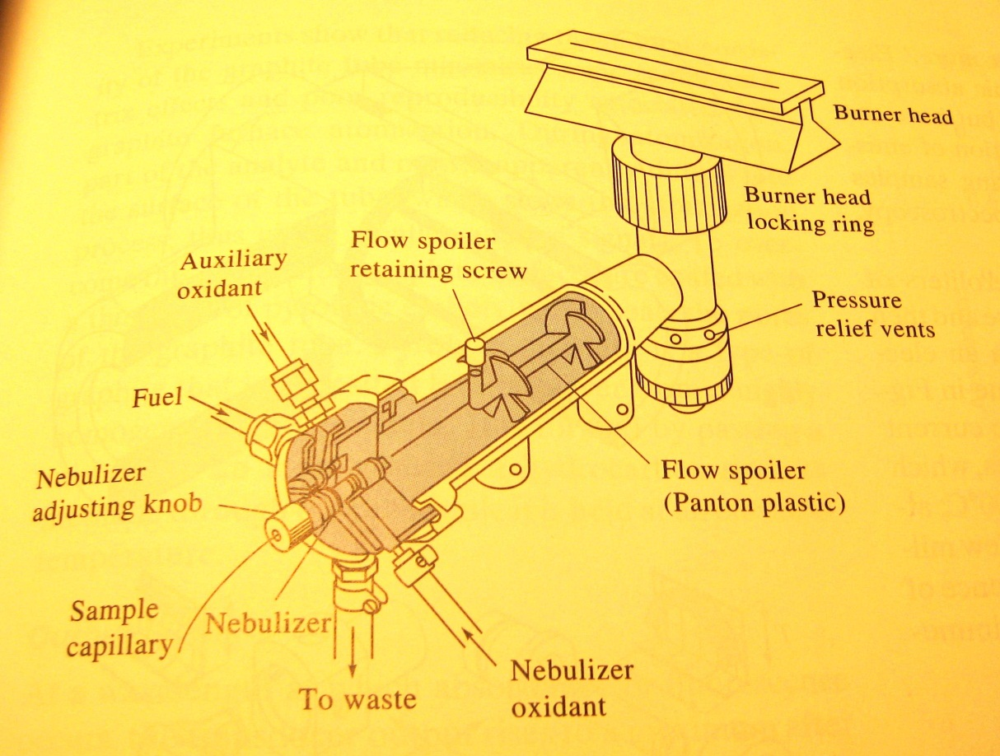 Burner head
Burner head
locking ring
Flow spoiler
retaining screw
Auxiliary
oxidant
Pressure
relief vents
Fuel
Nebulizer
adjusting knob
Flow spoiler
(Panton plastic)
Sample
capillary
Nebulizer
To waste
Nebulizer
oxidant